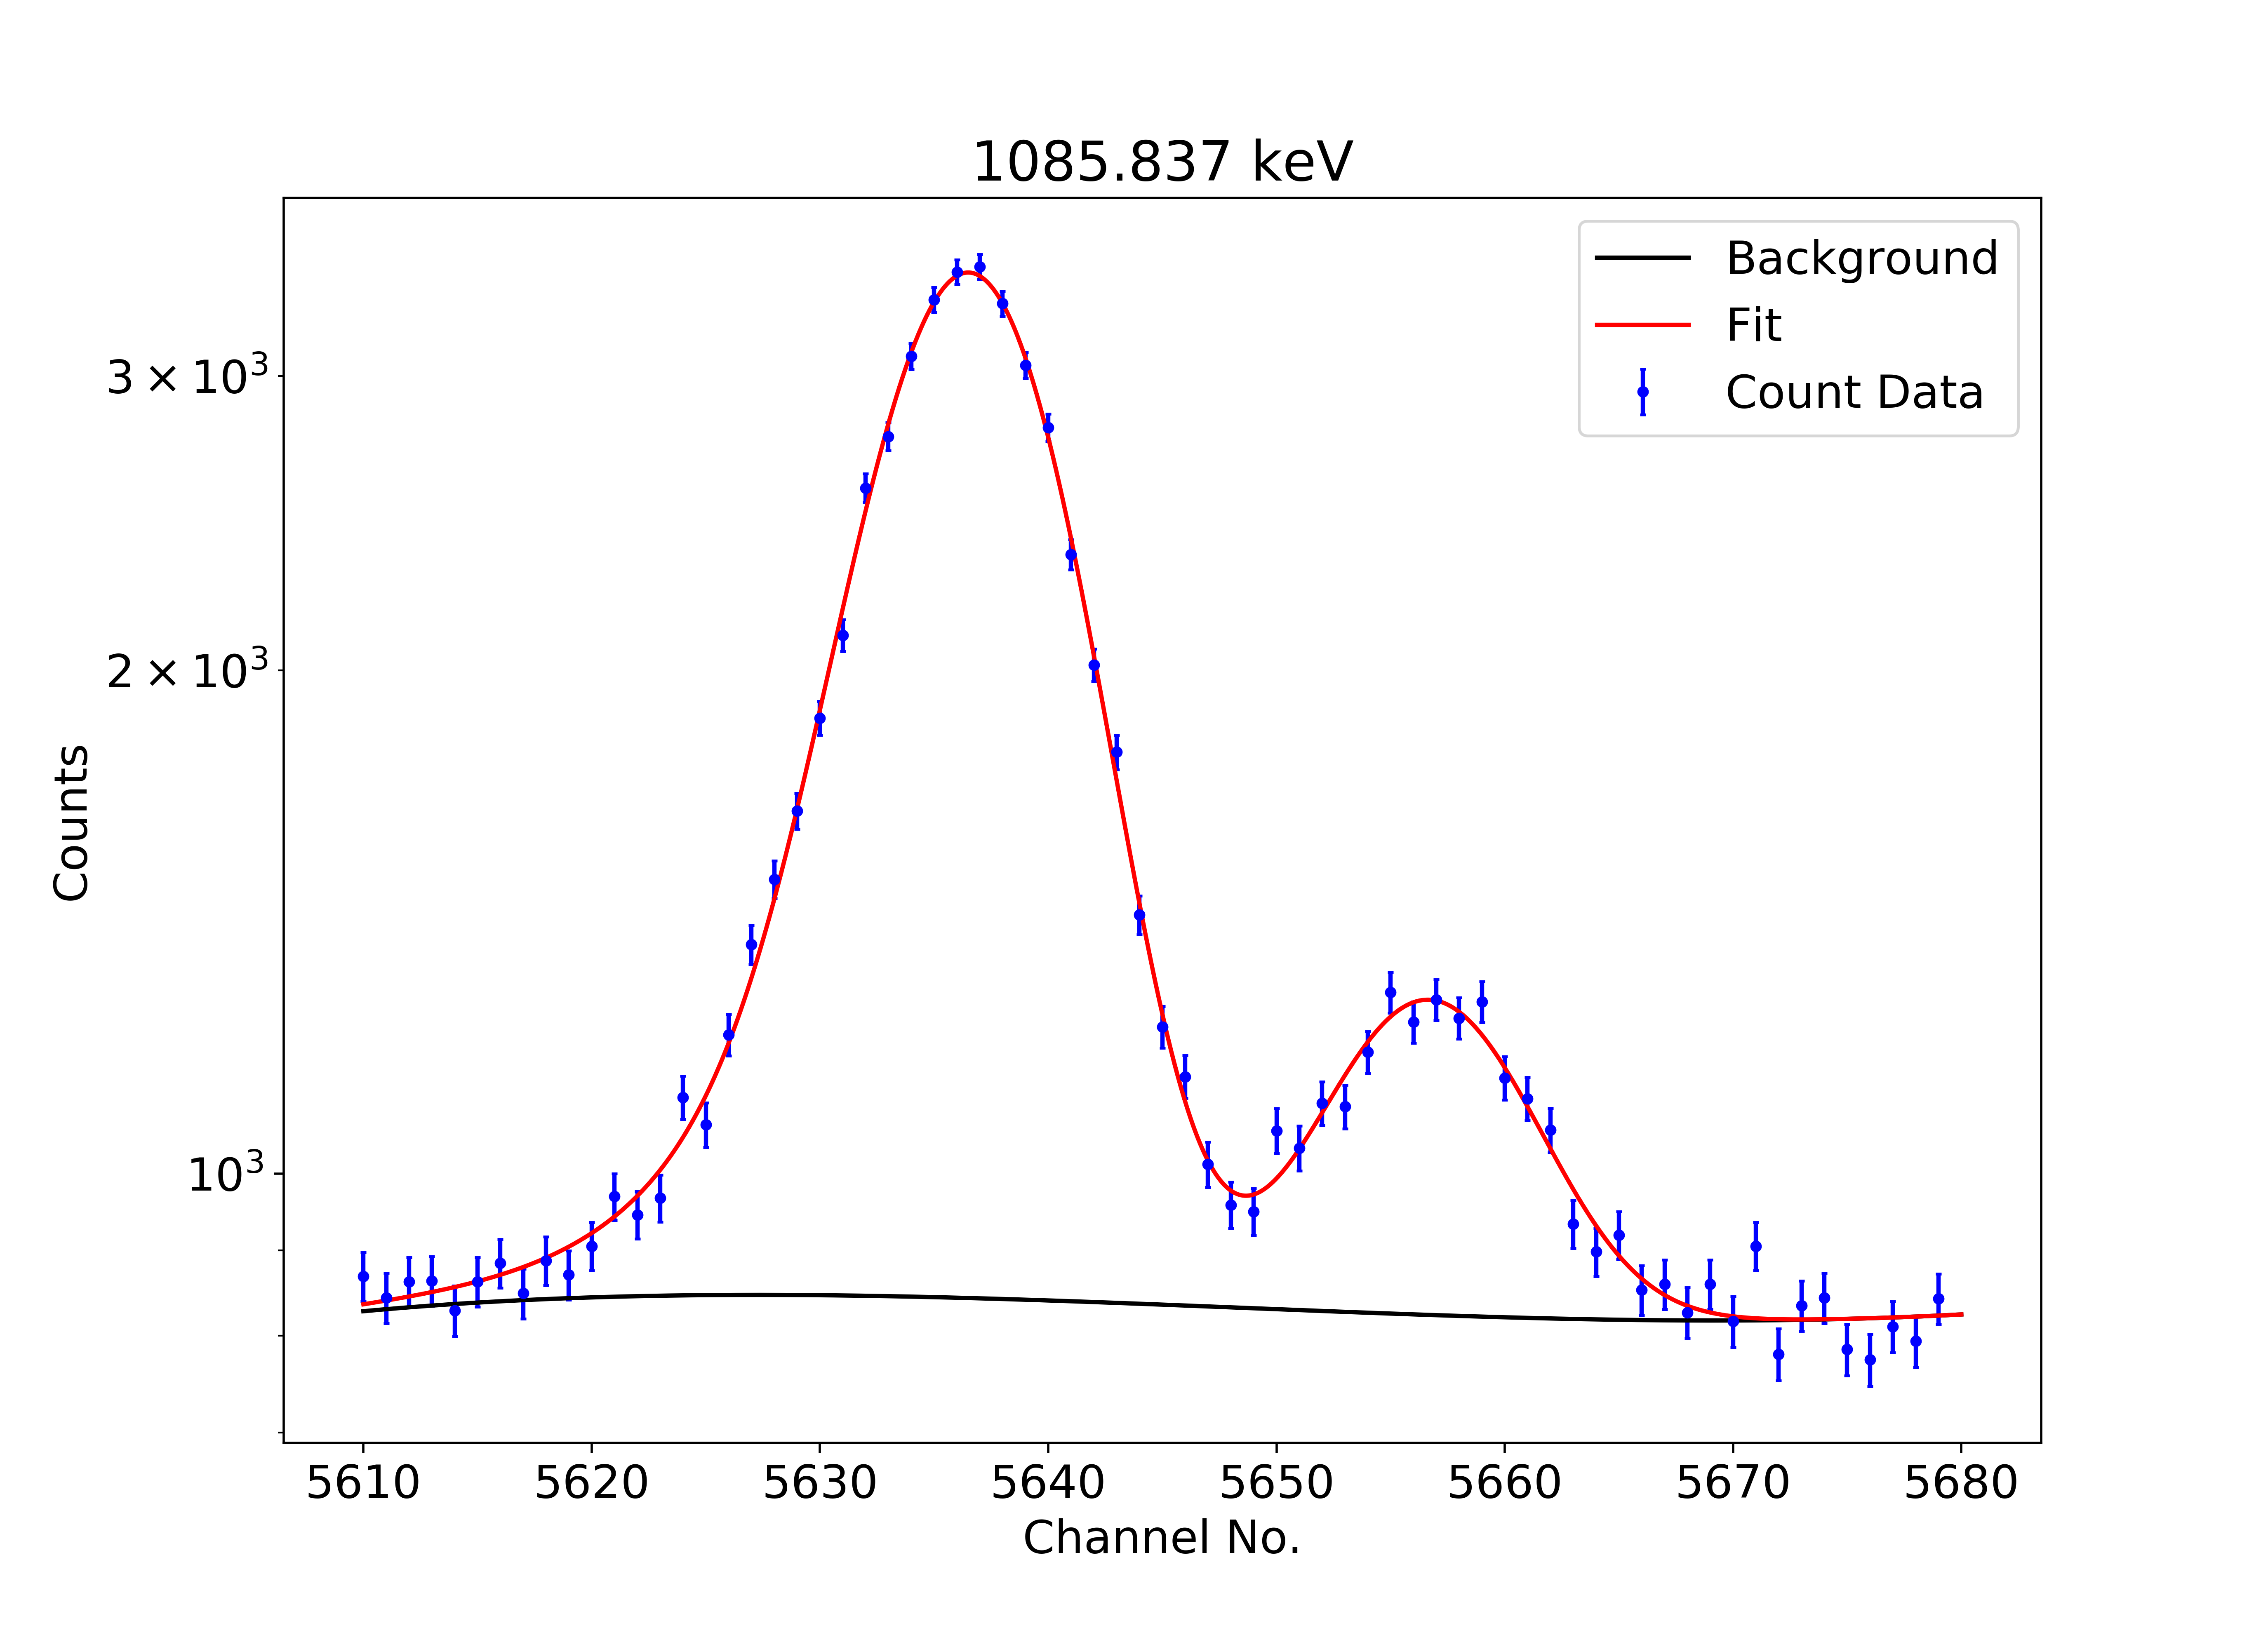 1085.837 keV
Background
Fit
Count Data
3 × 10³
2 × 10³
10³
Counts
5610 5620 5630 5640 5650 5660 5670 5680
Channel No.